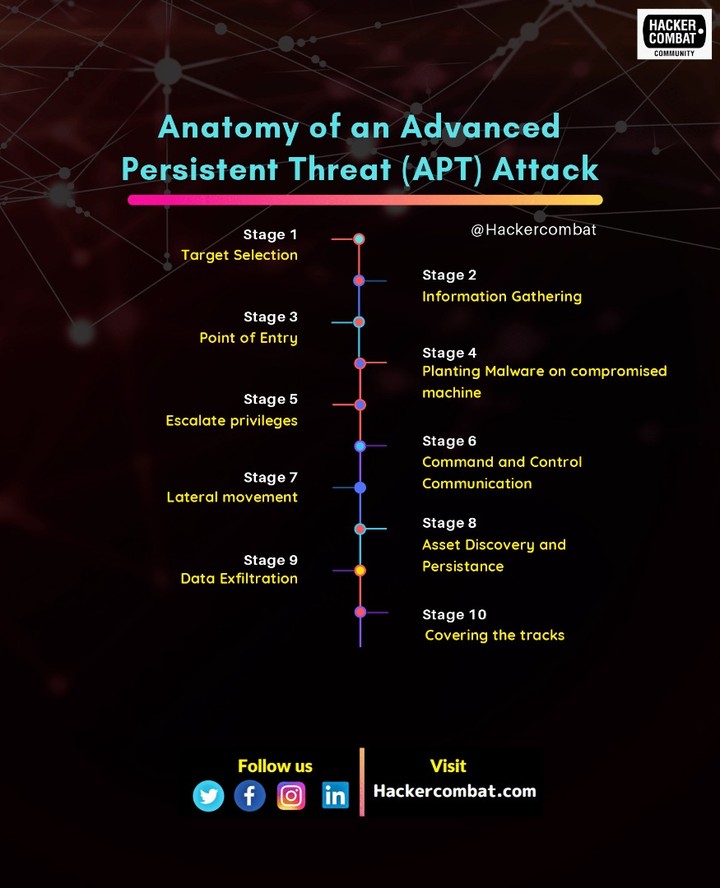 HACKER
COMBAT
COMMUNITY
Anatomy of an Advanced
Persistent Threat (APT) Attack
@Hackercombat
Stage 1
Target Selection
Stage 2
Information Gathering
Stage 3
Point of Entry
Stage 4
Planting Malware on compromised
machine
Stage 5
Escalate privileges
Stage 6
Command and Control
Communication
Stage 7
Lateral movement
Stage 8
Asset Discovery and
Persistance
Stage 9
Data Exfiltration
Stage 10
Covering the tracks
Follow us
Visit
Hackercombat.com